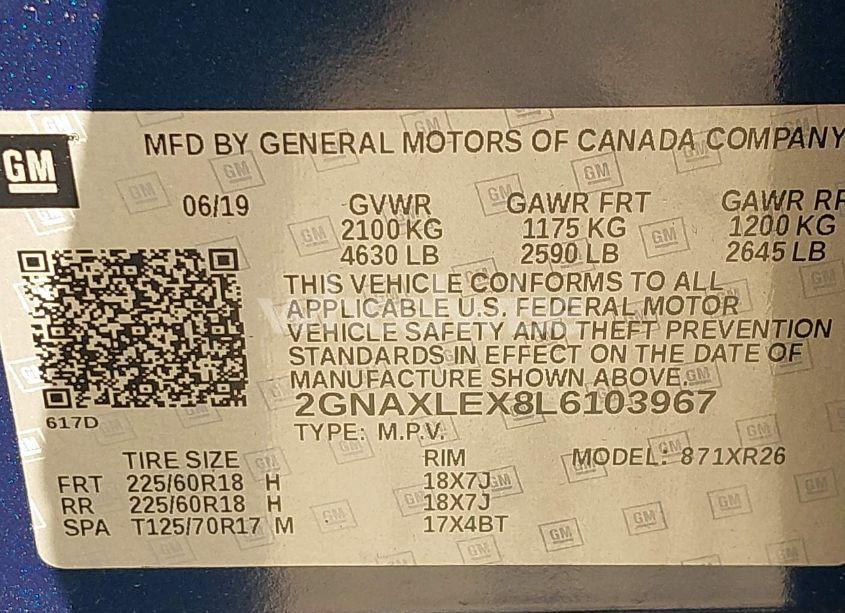 GM
MFD BY GENERAL MOTORS OF CANADA COMPANY
06/19 GVWR GAWR FRT GAWR RR
2100 KG 1175 KG 1200 KG
4630 LB 2590 LB 2645 LB
THIS VEHICLE CONFORMS TO ALL
APPLICABLE U.S. FEDERAL MOTOR
VEHICLE SAFETY AND THEFT PREVENTION
STANDARDS IN EFFECT ON THE DATE OF
MANUFACTURE SHOWN ABOVE.
2GNAXLEX8L6103967
617D
TYPE: M.P.V.
TIRE SIZE RIM MODEL: 871XR26
FRT 225/60R18 H 18X7J
RR 225/60R18 H 18X7J
SPA T125/70R17 M 17X4BT